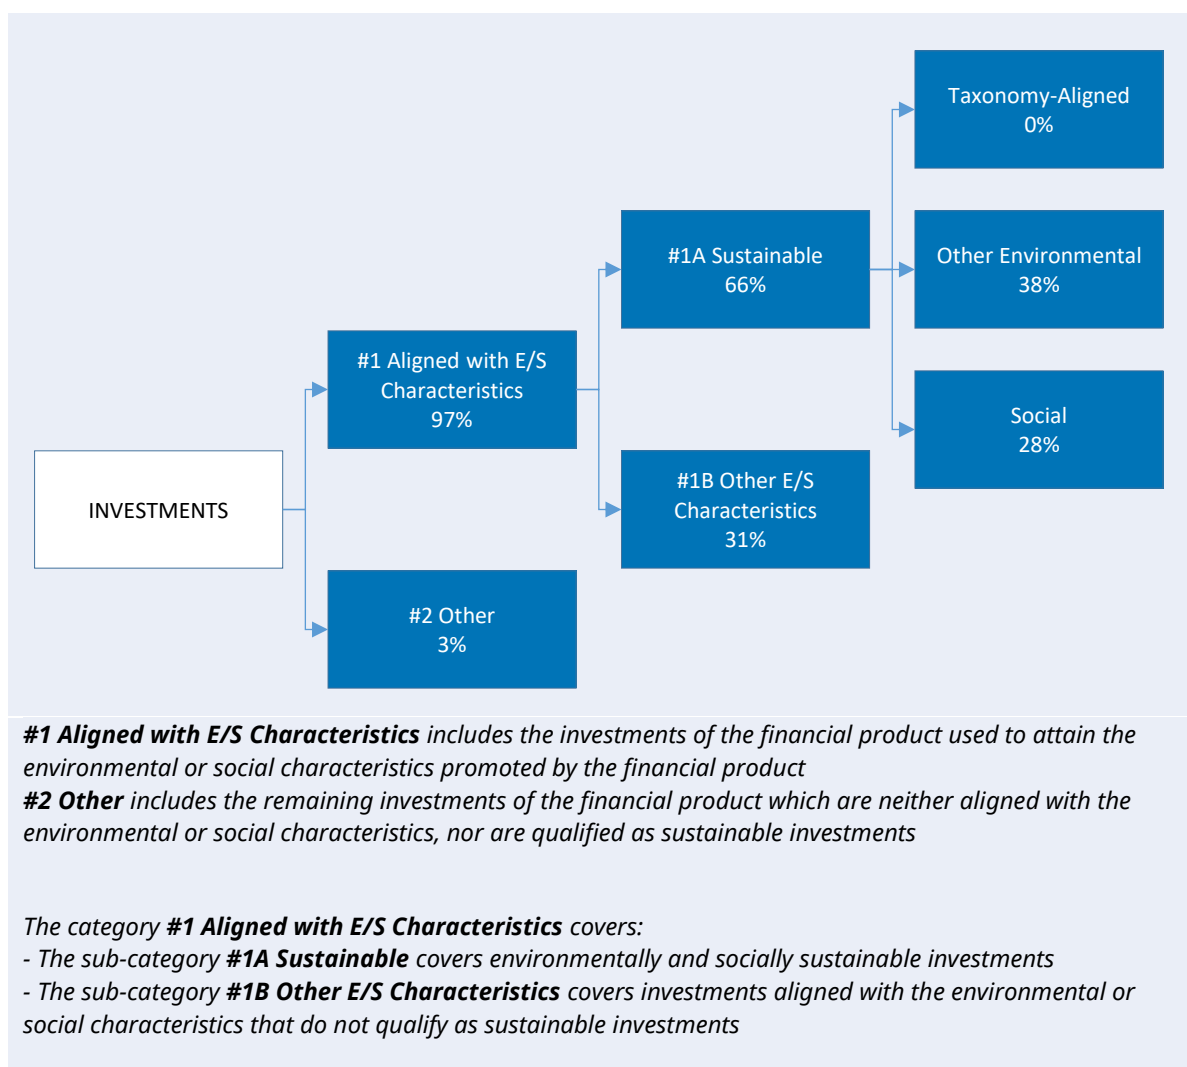 Taxonomy-Aligned
0%
#1A Sustainable
66%
Other Environmental
38%
#1 Aligned with E/S
Characteristics
97%
Social
28%
INVESTMENTS
#1B Other E/S
Characteristics
31%
#2 Other
3%
#1 Aligned with E/S Characteristics includes the investments of the financial product used to attain the
environmental or social characteristics promoted by the financial product
#2 Other includes the remaining investments of the financial product which are neither aligned with the
environmental or social characteristics, nor are qualified as sustainable investments
The category #1 Aligned with E/S Characteristics covers:
- The sub-category #1A Sustainable covers environmentally and socially sustainable investments
- The sub-category #1B Other E/S Characteristics covers investments aligned with the environmental or
social characteristics that do not qualify as sustainable investments